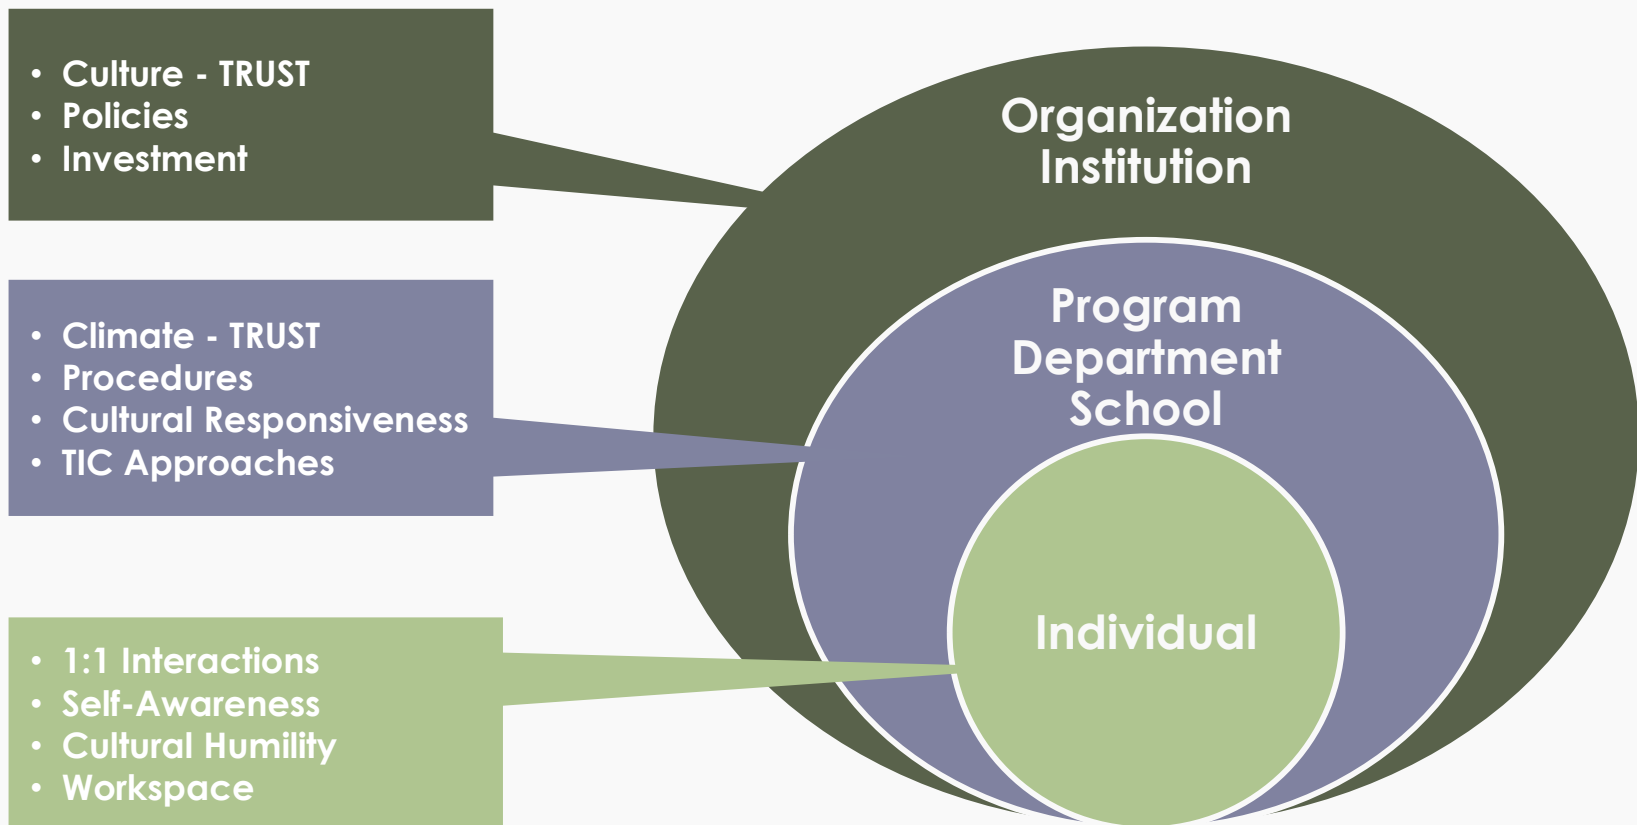 • Culture - TRUST
• Policies
• Investment
Organization
Institution
• Climate - TRUST
• Procedures
• Cultural Responsiveness
• TIC Approaches
Program
Department
School
• 1:1 Interactions
• Self-Awareness
• Cultural Humility
• Workspace
Individual